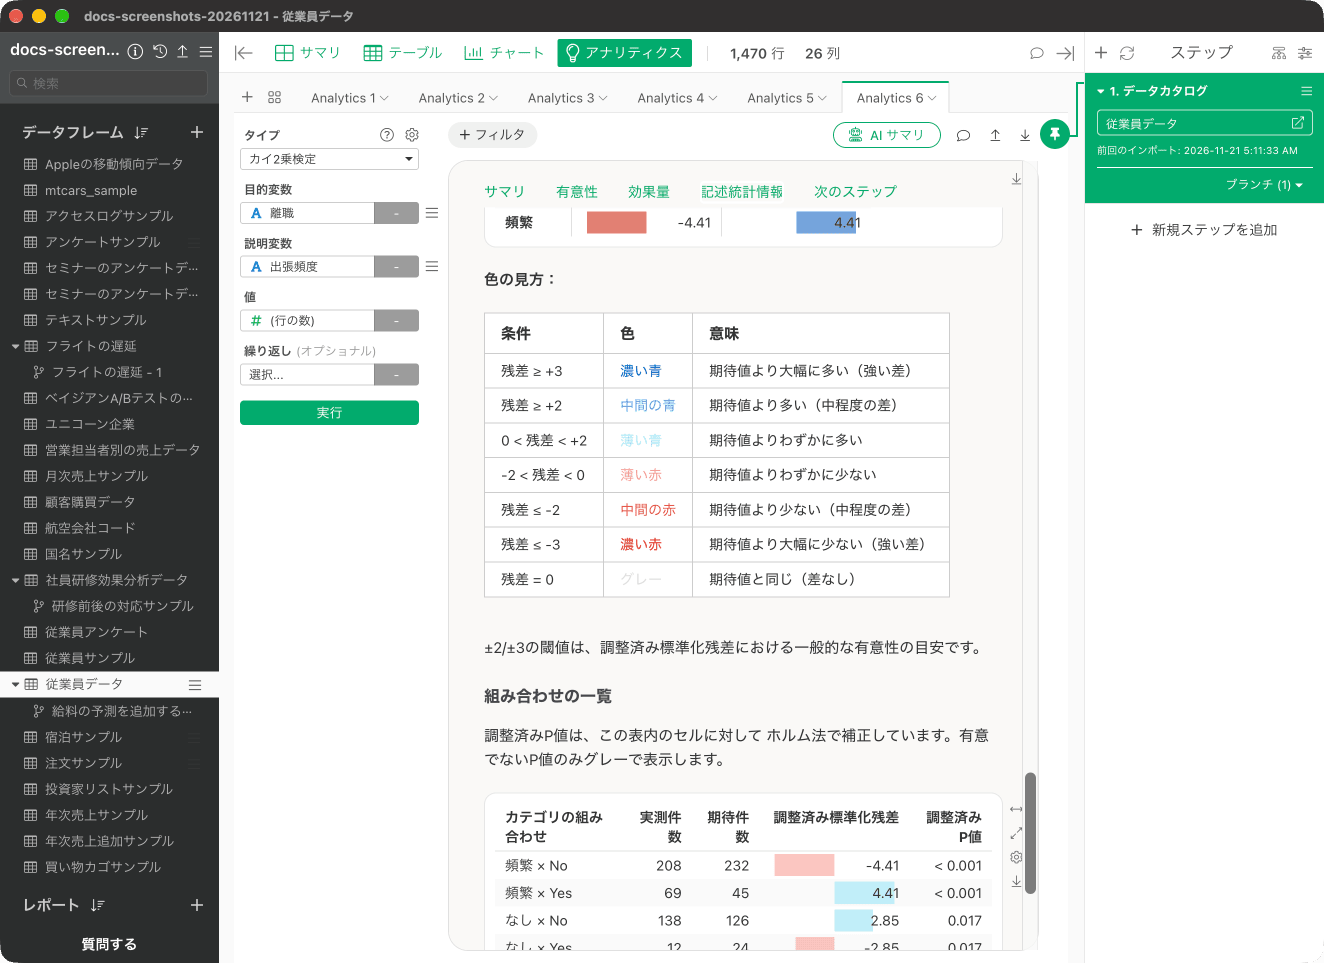 docs-screenshots-20261121 - 従業員データ
docs-screen...
検索
データフレーム
Appleの移動傾向データ
mtcars_sample
アクセスログサンプル
アンケートサンプル
セミナーのアンケートデ…
セミナーのアンケートデ…
テキストサンプル
フライトの遅延
フライトの遅延 - 1
ベイジアンA/Bテストの…
ユニコーン企業
営業担当者別の売上データ
月次売上サンプル
顧客購買データ
航空会社コード
国名サンプル
社員研修効果分析データ
研修前後の対応サンプル
従業員アンケート
従業員サンプル
従業員データ
給料の予測を追加する…
宿泊サンプル
注文サンプル
投資家リストサンプル
年次売上サンプル
年次売上追加サンプル
買い物カゴサンプル
レポート
質問する
サマリ テーブル チャート アナリティクス 1,470 行 26 列
Analytics 1 Analytics 2 Analytics 3 Analytics 4 Analytics 5 Analytics 6
タイプ
カイ2乗検定
目的変数
A 離職 -
説明変数
A 出張頻度 -
値
# (行の数) -
繰り返し (オプショナル)
選択... -
実行
+ フィルタ AI サマリ
サマリ 有意性 効果量 記述統計情報 次のステップ
頻繁 -4.41 4.41
色の見方：
条件 色 意味
残差 ≥ +3 濃い青 期待値より大幅に多い（強い差）
残差 ≥ +2 中間の青 期待値より多い（中程度の差）
0 < 残差 < +2 薄い青 期待値よりわずかに多い
-2 < 残差 < 0 薄い赤 期待値よりわずかに少ない
残差 ≤ -2 中間の赤 期待値より少ない（中程度の差）
残差 ≤ -3 濃い赤 期待値より大幅に少ない（強い差）
残差 = 0 グレー 期待値と同じ（差なし）
±2/±3の閾値は、調整済み標準化残差における一般的な有意性の目安です。
組み合わせの一覧
調整済みP値は、この表内のセルに対して ホルム法で補正しています。有意
でないP値のみグレーで表示します。
カテゴリの組み 実測件 期待件 調整済み標準化残差 調整済み
合わせ 数 数 P値
頻繁 × No 208 232 -4.41 < 0.001
頻繁 × Yes 69 45 4.41 < 0.001
なし × No 138 126 2.85 0.017
なし × Yes 12 24 -2.85 0.017
ステップ
1. データカタログ
従業員データ
前回のインポート: 2026-11-21 5:11:33 AM
ブランチ (1)
+ 新規ステップを追加